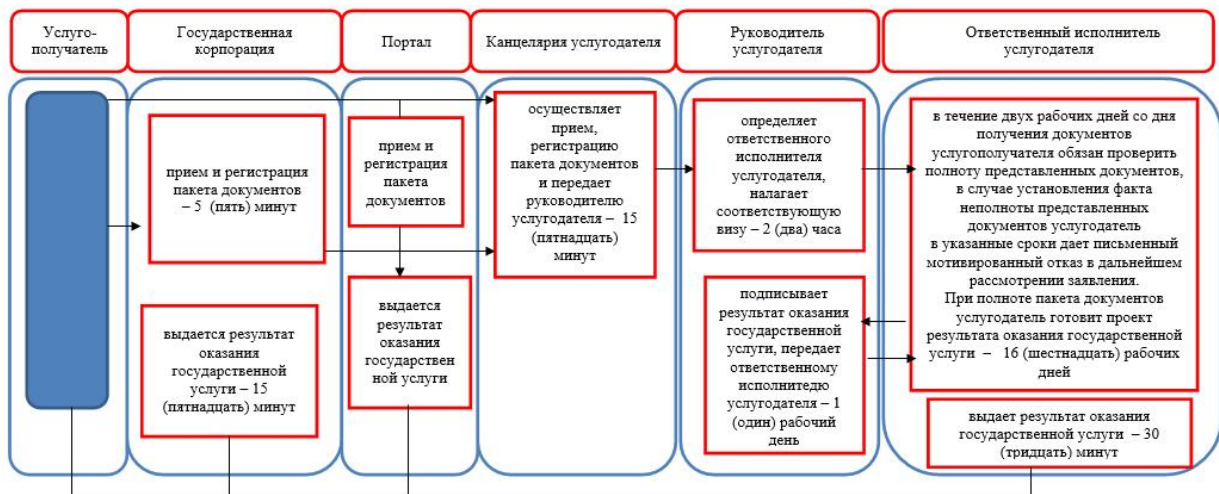 Услуго-
получатель
Государственная
корпорация
Портал
Канцелярия услугодателя
Руководитель
услугодателя
Ответственный исполнитель
услугодателя
прием и регистрация
пакета документов
– 5 (пять) минут
выдается результат
оказания
государственной
услуги – 15
(пятнадцать) минут
прием и
регистрация
пакета
документов
выдается
результат
оказания
государствен
ной услуги
осуществляет
прием,
регистрацию
пакета документов
и передает
руководителю
услугодателя – 15
(пятнадцать)
минут
определяет
ответственного
исполнителя
услугодателя,
налагает
соответствующую
визу – 2 (два) часа
подписывает
результат оказания
государственной
услуги, передает
ответственному
исполнитедю
услугодателя – 1
(один) рабочий
день
в течение двух рабочих дней со дня
получения документов
услугополучателя обязан проверить
полноту представленных документов,
в случае установления факта
неполноты представленных
документов услугодатель
в указанные сроки дает письменный
мотивированный отказ в дальнейшем
рассмотрении заявления.
При полноте пакета документов
услугодатель готовит проект
результата оказания государственной
услуги – 16 (шестнадцать) рабочих
дней
выдает результат оказания
государственной услуги – 30
(тридцать) минут